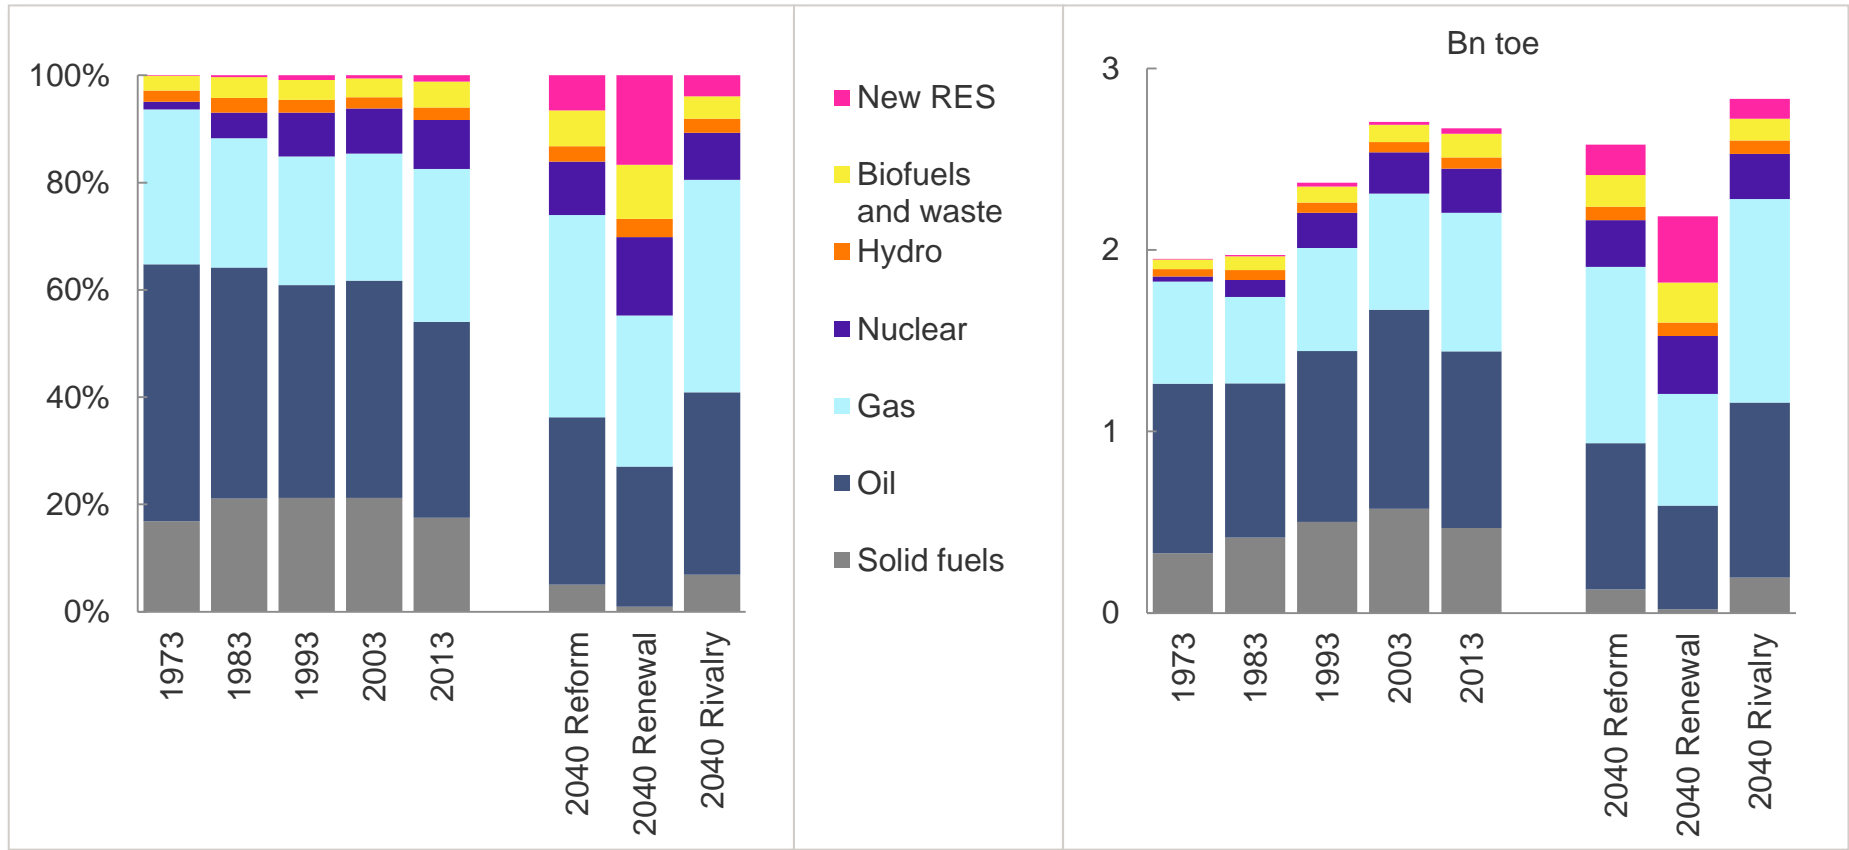 100%
80%
60%
40%
20%
0%
1973
1983
1993
2003
2013
2040 Reform
2040 Renewal
2040 Rivalry
New RES
Biofuels
and waste
Hydro
Nuclear
Gas
Oil
Solid fuels
Bn toe
3
2
1
0
1973
1983
1993
2003
2013
2040 Reform
2040 Renewal
2040 Rivalry